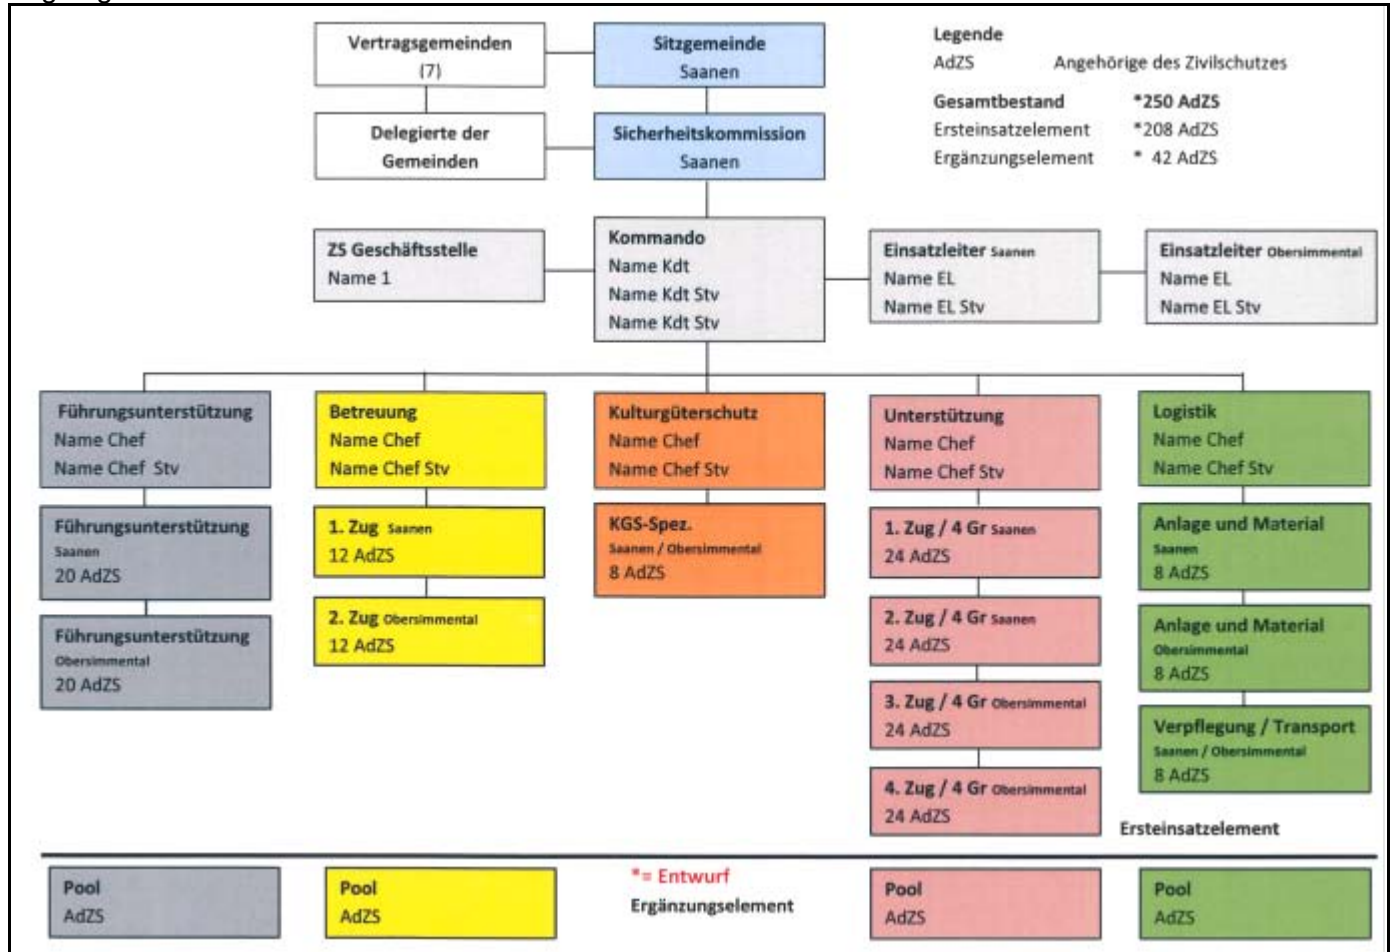 Vertragsgemeinden
(7)
Sitzgemeinde
Saanen
Legende
AdZS Angehörige des Zivilschutzes
Gesamtbestand *250 AdZS
Ersteinsatzelement *208 AdZS
Ergänzungselement * 42 AdZS
Delegierte der
Gemeinden
Sicherheitskommission
Saanen
ZS Geschäftsstelle
Name 1
Kommando
Name Kdt
Name Kdt Stv
Name Kdt Stv
Einsatzleiter Saanen
Name EL
Name EL Stv
Einsatzleiter Obersimmental
Name EL
Name EL Stv
Führungsunterstützung
Name Chef
Name Chef Stv
Betreuung
Name Chef
Name Chef Stv
Kulturgüterschutz
Name Chef
Name Chef Stv
Unterstützung
Name Chef
Name Chef Stv
Logistik
Name Chef
Name Chef Stv
Führungsunterstützung
Saanen
20 AdZS
1. Zug Saanen
12 AdZS
KGS-Spez.
Saanen / Obersimmental
8 AdZS
1. Zug / 4 Gr Saanen
24 AdZS
Anlage und Material
Saanen
8 AdZS
Führungsunterstützung
Obersimmental
20 AdZS
2. Zug Obersimmental
12 AdZS
2. Zug / 4 Gr Saanen
24 AdZS
Anlage und Material
Obersimmental
8 AdZS
3. Zug / 4 Gr Obersimmental
24 AdZS
Verpflegung / Transport
Saanen / Obersimmental
8 AdZS
4. Zug / 4 Gr Obersimmental
24 AdZS
Ersteinsatzelement
Pool
AdZS
Pool
AdZS
*= Entwurf
Ergänzungselement
Pool
AdZS
Pool
AdZS